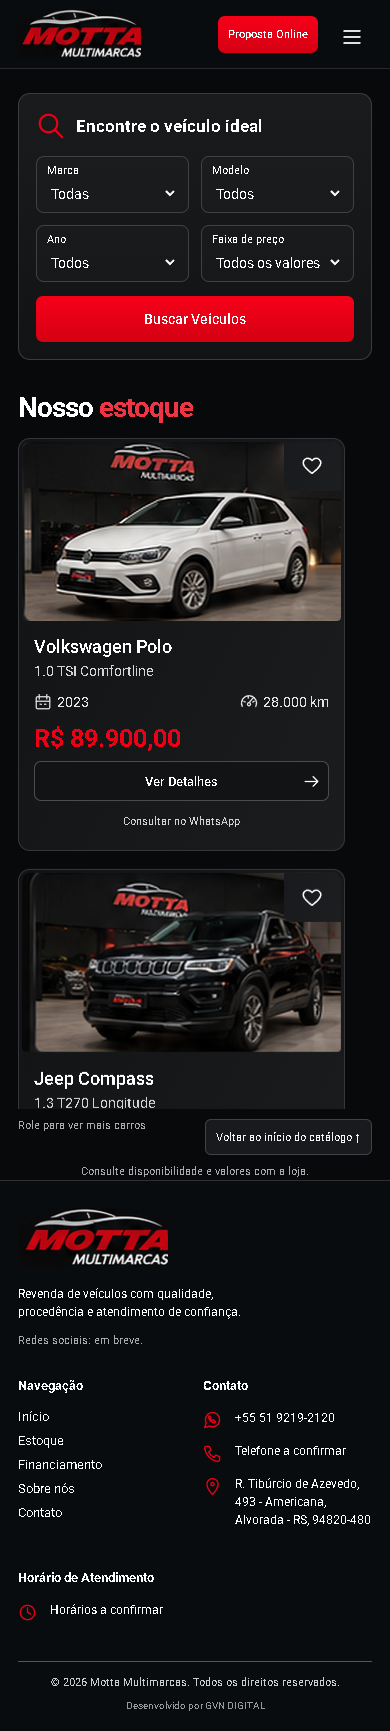 MOTTA
MULTIMARCAS
Proposta Online
Encontre o veículo ideal
Marca
Todas
Modelo
Todos
Ano
Todos
Faixa de preço
Todos os valores
Buscar Veículos
Nosso estoque
MOTTA
MULTIMARCAS
Volkswagen Polo
1.0 TSI Comfortline
2023
28.000 km
R$ 89.900,00
Ver Detalhes
Consultar no WhatsApp
MOTTA
MULTIMARCAS
Jeep Compass
1.3 T270 Longitude
Role para ver mais carros
Voltar ao início do catálogo ↑
Consulte disponibilidade e valores com a loja.
MOTTA
MULTIMARCAS
Revenda de veículos com qualidade,
procedência e atendimento de confiança.
Redes sociais: em breve.
Navegação
Início
Estoque
Financiamento
Sobre nós
Contato
Contato
+55 51 9219-2120
Telefone a confirmar
R. Tibúrcio de Azevedo,
493 - Americana,
Alvorada - RS, 94820-480
Horário de Atendimento
Horários a confirmar
© 2026 Motta Multimarcas. Todos os direitos reservados.
Desenvolvido por GVN DIGITAL